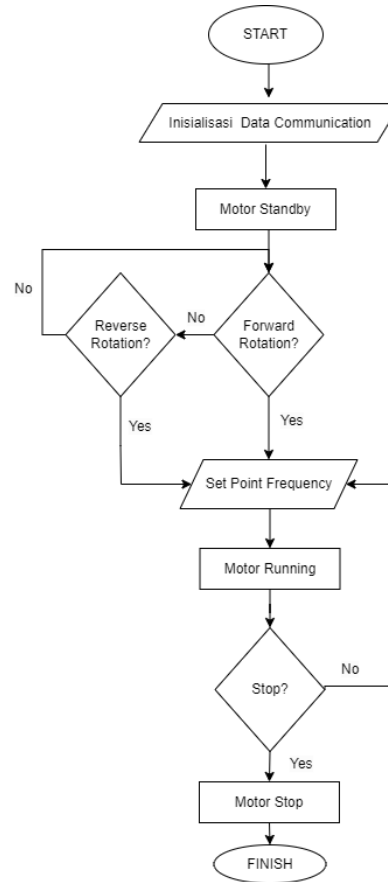 START
Inisialisasi Data Communication
Motor Standby
No
Reverse
Rotation?
No
Forward
Rotation?
Yes
Yes
Set Point Frequency
Motor Running
Stop?
No
Yes
Motor Stop
FINISH